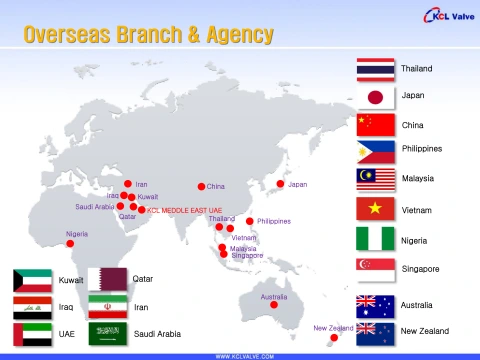 KCL Valve
Overseas Branch & Agency
Thailand
Japan
China
Philippines
Malaysia
Vietnam
Nigeria
Singapore
Australia
New Zealand
Iran
Iraq
Kuwait
Saudi Arabia
Qatar
KCL MEDDLE EAST UAE
China
Japan
Thailand
Philippines
Vietnam
Malaysia
Singapore
Nigeria
Australia
New Zealand
Kuwait
Qatar
Iraq
Iran
UAE
Saudi Arabia
WWW.KCLVALVE.COM